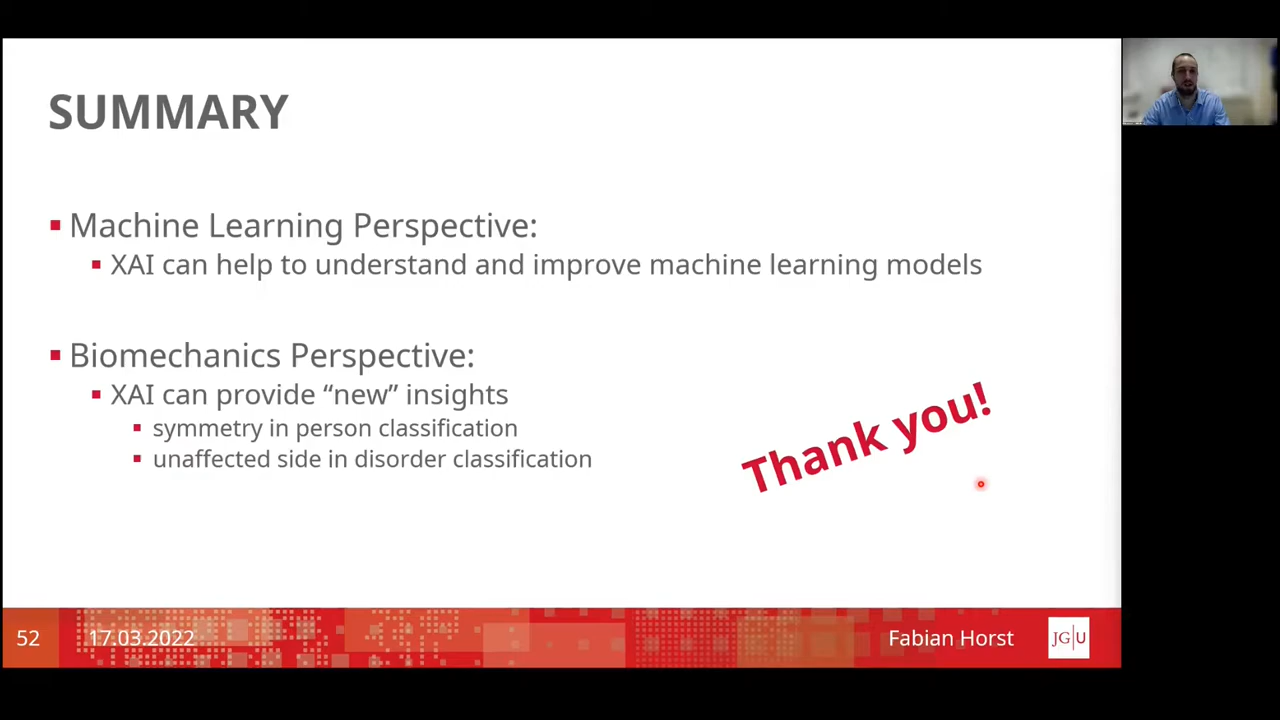 SUMMARY
Machine Learning Perspective:
XAI can help to understand and improve machine learning models
Biomechanics Perspective:
XAI can provide “new” insights
symmetry in person classification
unaffected side in disorder classification
Thank you!
52
17.03.2022
Fabian Horst
JG|U